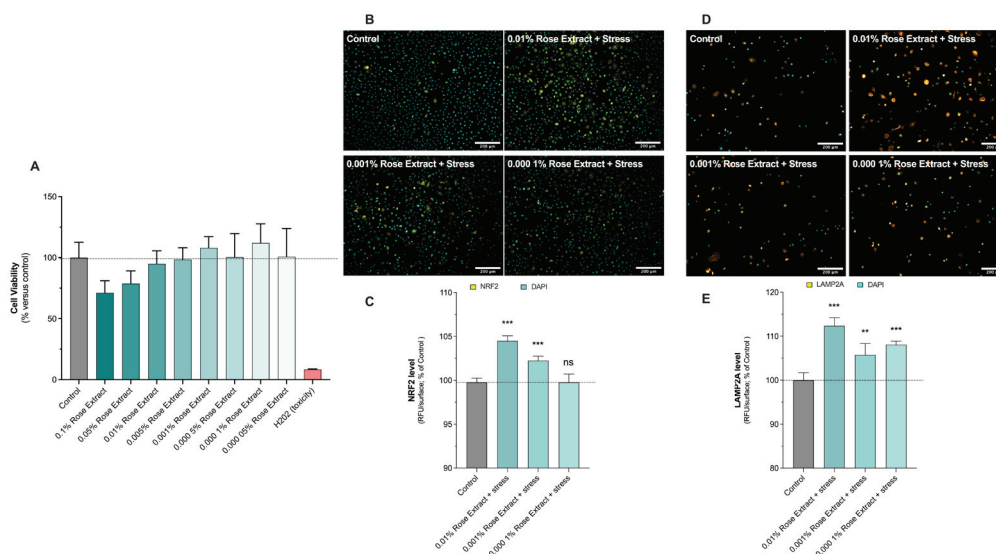 A
Cell Viability
(% versus control)
150
100
50
0
Control
0.1% Rose Extract
0.05% Rose Extract
0.01% Rose Extract
0.005% Rose Extract
0.001% Rose Extract
0.000 5% Rose Extract
0.000 1% Rose Extract
0.000 05% Rose Extract
H202 (toxicity)
B
Control
0.01% Rose Extract + Stress
200 µm
200 µm
0.001% Rose Extract + Stress
0.000 1% Rose Extract + Stress
200 µm
200 µm
NRF2
DAPI
C
NRF2 level
(RFU/surface; % of Control)
110
105
100
95
90
***
***
ns
Control
0.01% Rose Extract + stress
0.001% Rose Extract + stress
0.000 1% Rose Extract + stress
D
Control
0.01% Rose Extract + Stress
200 µm
200 µm
0.001% Rose Extract + Stress
0.000 1% Rose Extract + Stress
200 µm
200 µm
LAMP2A
DAPI
E
LAMP2A level
(RFU/surface; % of Control)
120
110
100
90
80
***
**
***
Control
0.01% Rose Extract + stress
0.001% Rose Extract + stress
0.000 1% Rose Extract + stress